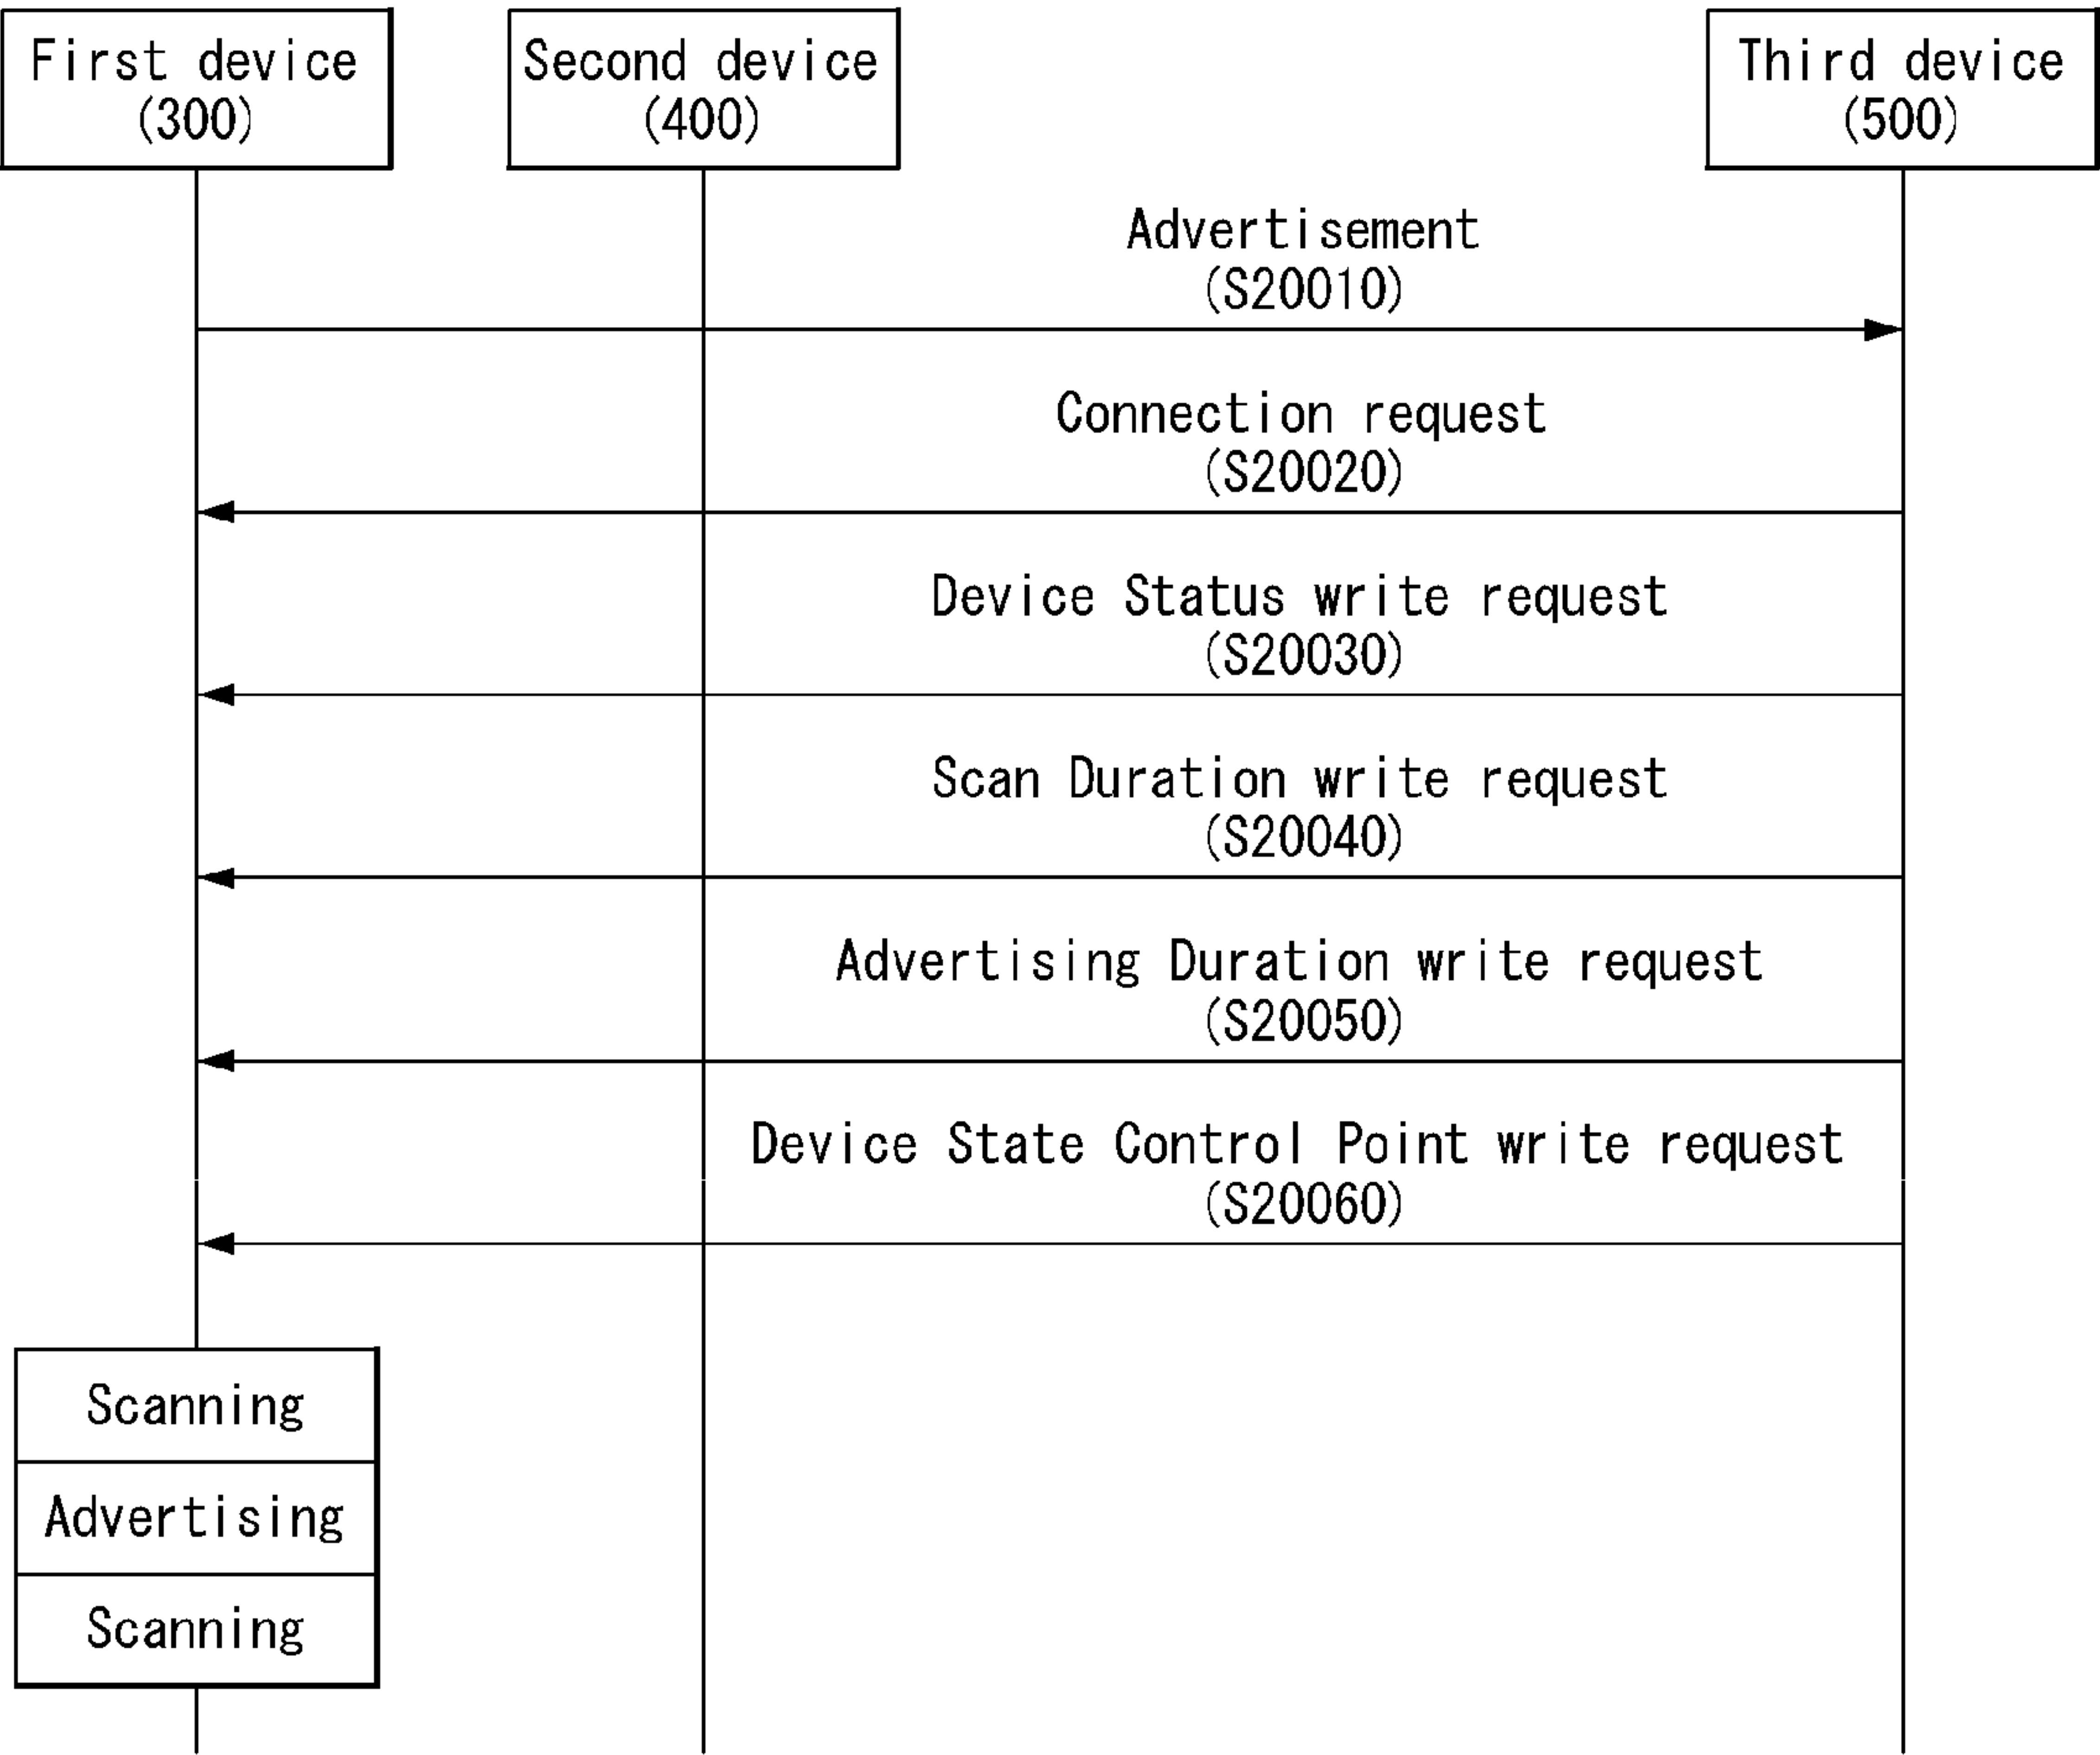 First device
(300)
Second device
(400)
Third device
(500)
Advertisement
(S20010)
Connection request
(S20020)
Device Status write request
(S20030)
Scan Duration write request
(S20040)
Advertising Duration write request
(S20050)
Device State Control Point write request
(S20060)
Scanning
Advertising
Scanning